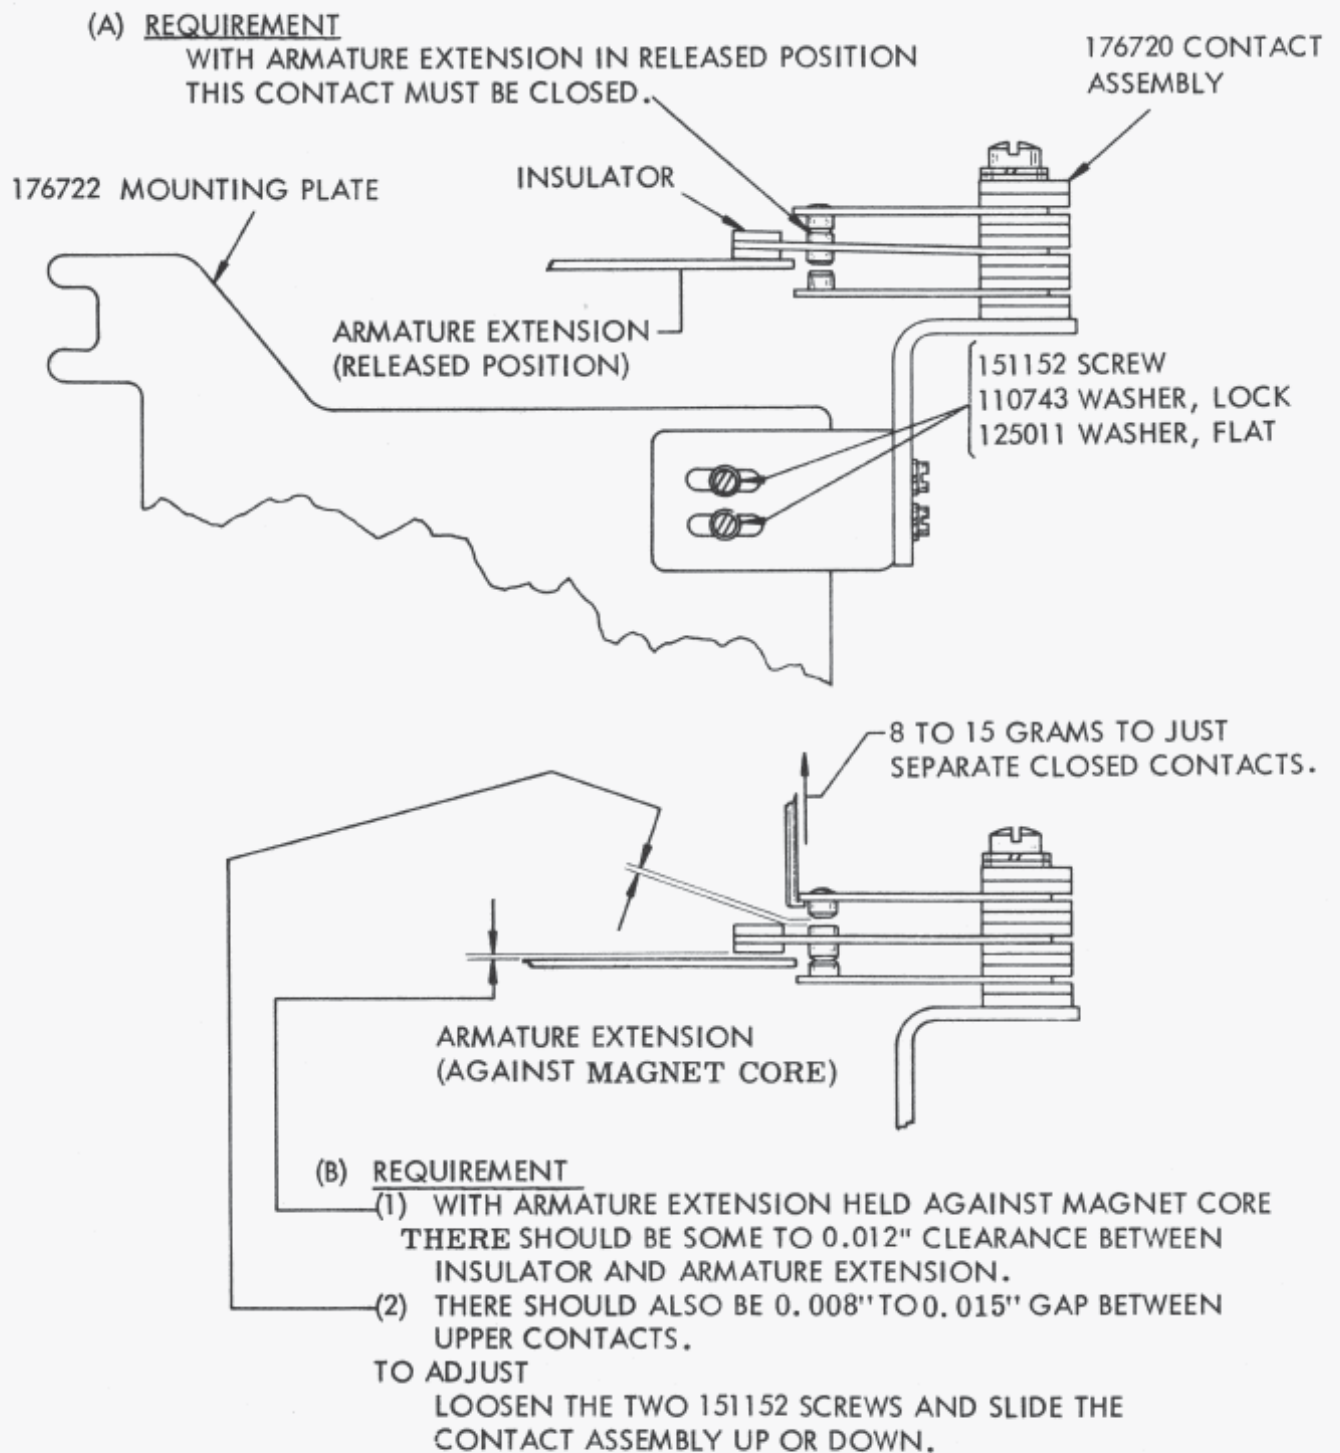 (A) REQUIREMENT
WITH ARMATURE EXTENSION IN RELEASED POSITION
THIS CONTACT MUST BE CLOSED.
176720 CONTACT
ASSEMBLY
176722 MOUNTING PLATE
INSULATOR
ARMATURE EXTENSION
(RELEASED POSITION)
151152 SCREW
110743 WASHER, LOCK
125011 WASHER, FLAT
8 TO 15 GRAMS TO JUST
SEPARATE CLOSED CONTACTS.
ARMATURE EXTENSION
(AGAINST MAGNET CORE)
(B) REQUIREMENT
(1) WITH ARMATURE EXTENSION HELD AGAINST MAGNET CORE
THERE SHOULD BE SOME TO 0.012" CLEARANCE BETWEEN
INSULATOR AND ARMATURE EXTENSION.
(2) THERE SHOULD ALSO BE 0.008" TO 0.015" GAP BETWEEN
UPPER CONTACTS.
TO ADJUST
LOOSEN THE TWO 151152 SCREWS AND SLIDE THE
CONTACT ASSEMBLY UP OR DOWN.